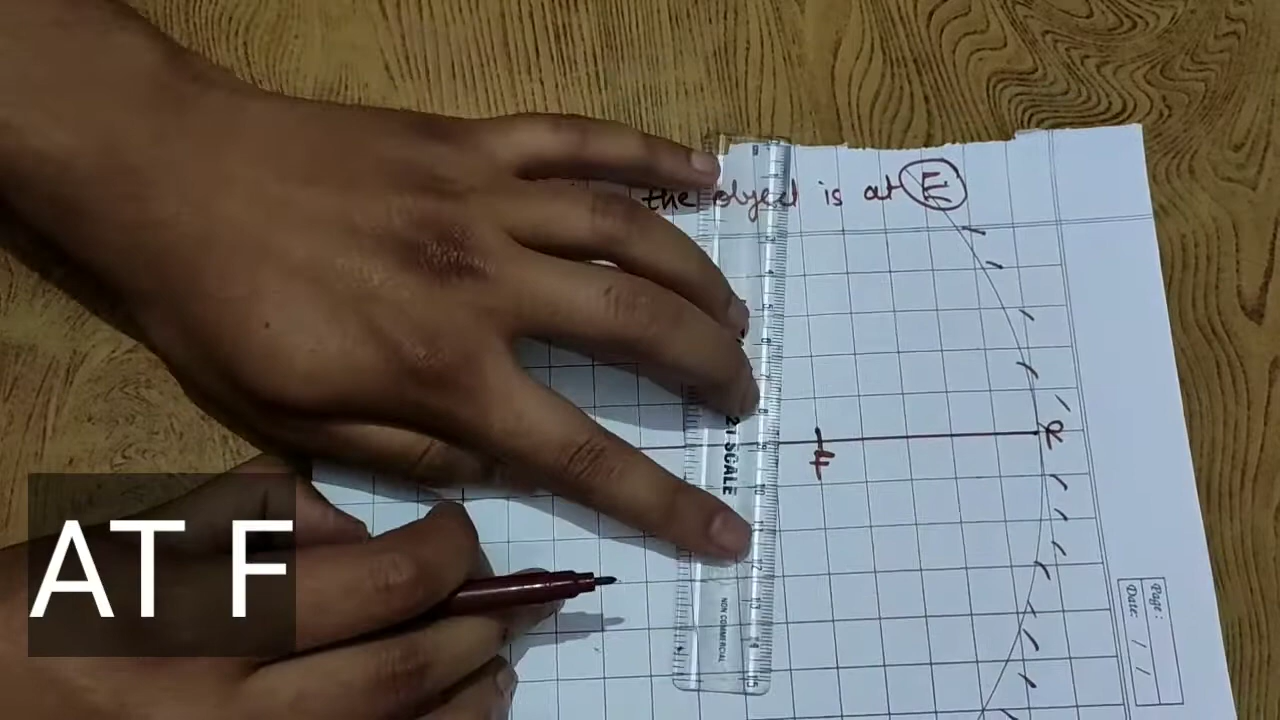 the object is at F
F
P
AT F
21-SCALE
NON COMMERCIAL
Page:
Date: / /